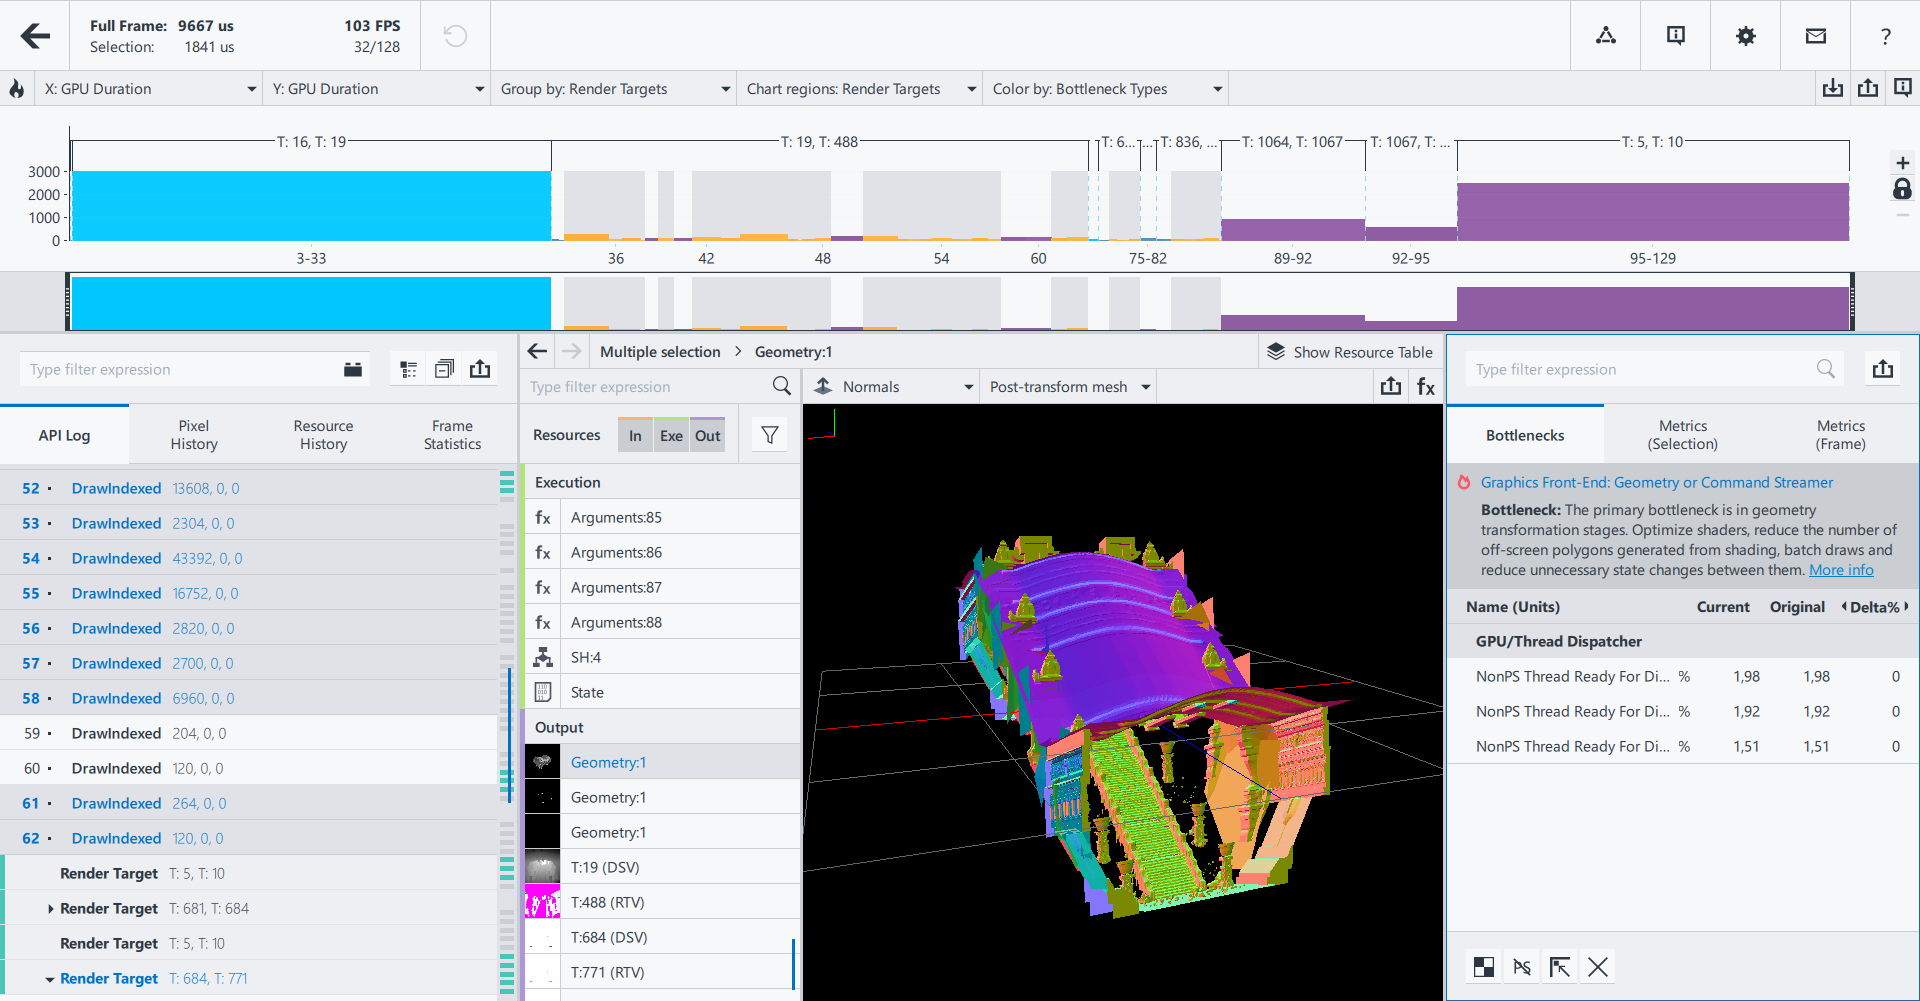 Full Frame: 9667 us 103 FPS
Selection: 1841 us 32/128
?
X: GPU Duration
Y: GPU Duration
Group by: Render Targets
Chart regions: Render Targets
Color by: Bottleneck Types
T: 16, T: 19
T: 19, T: 488
T: 6...
...
T: 836, ...
T: 1064, T: 1067
T: 1067, T: ...
T: 5, T: 10
3000
2000
1000
0
3-33 36 42 48 54 60 75-82 89-92 92-95 95-129
Type filter expression
API Log
Pixel History
Resource History
Frame Statistics
52 DrawIndexed 13608, 0, 0
53 DrawIndexed 2304, 0, 0
54 DrawIndexed 43392, 0, 0
55 DrawIndexed 16752, 0, 0
56 DrawIndexed 2820, 0, 0
57 DrawIndexed 2700, 0, 0
58 DrawIndexed 6960, 0, 0
59 DrawIndexed 204, 0, 0
60 DrawIndexed 120, 0, 0
61 DrawIndexed 264, 0, 0
62 DrawIndexed 120, 0, 0
Render Target T: 5, T: 10
Render Target T: 681, T: 684
Render Target T: 5, T: 10
Render Target T: 684, T: 771
Multiple selection > Geometry:1
Show Resource Table
Type filter expression
Normals
Post-transform mesh
fx
Resources
In Exe Out
Execution
fx Arguments:85
fx Arguments:86
fx Arguments:87
fx Arguments:88
SH:4
State
Output
Geometry:1
Geometry:1
Geometry:1
T:19 (DSV)
T:488 (RTV)
T:684 (DSV)
T:771 (RTV)
Type filter expression
Bottlenecks
Metrics (Selection)
Metrics (Frame)
Graphics Front-End: Geometry or Command Streamer
Bottleneck: The primary bottleneck is in geometry
transformation stages. Optimize shaders, reduce the number of
off-screen polygons generated from shading, batch draws and
reduce unnecessary state changes between them. More info
Name (Units) Current Original Delta%
GPU/Thread Dispatcher
NonPS Thread Ready For Di... % 1,98 1,98 0
NonPS Thread Ready For Di... % 1,92 1,92 0
NonPS Thread Ready For Di... % 1,51 1,51 0
PS